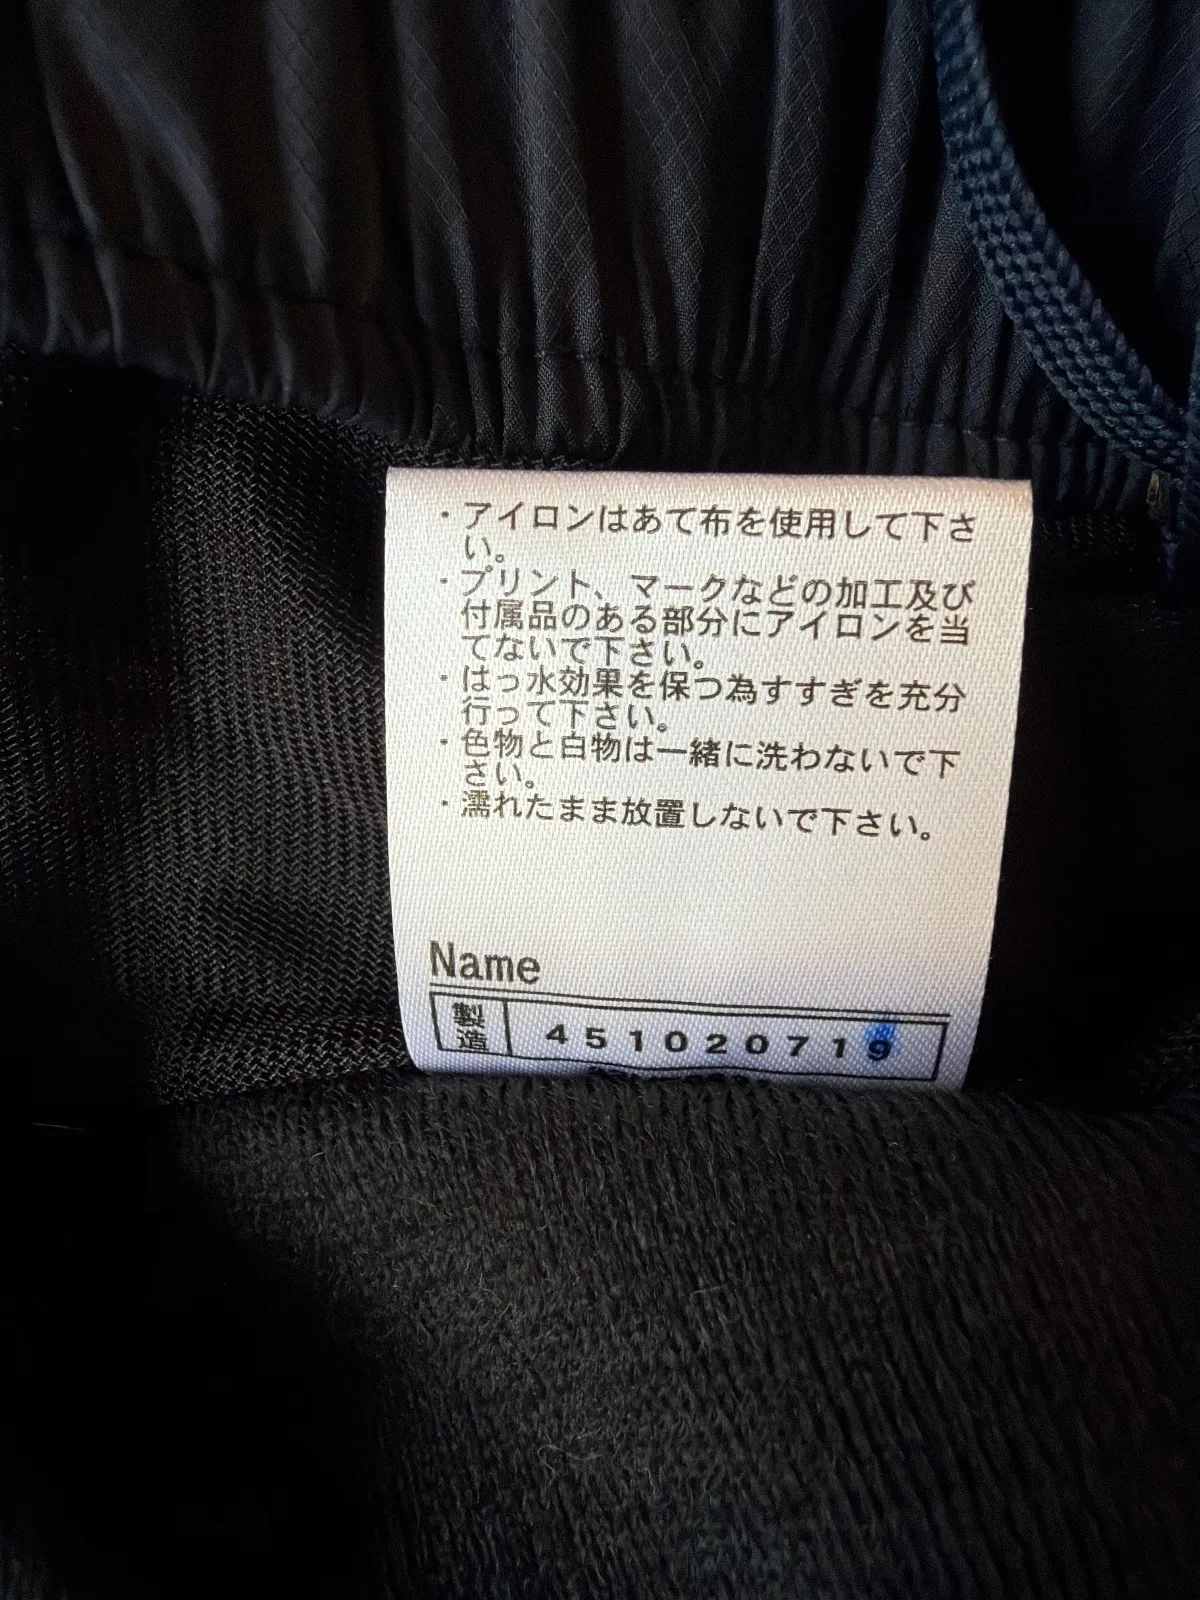 ・アイロンはあて布を使用して下さ
い。
・プリント、マークなどの加工及び
付属品のある部分にアイロンを当
てないで下さい。
・はっ水効果を保つ為すすぎを充分
行って下さい。
・色物と白物は一緒に洗わないで下
さい。
・濡れたまま放置しないで下さい。
Name
製造 451020719